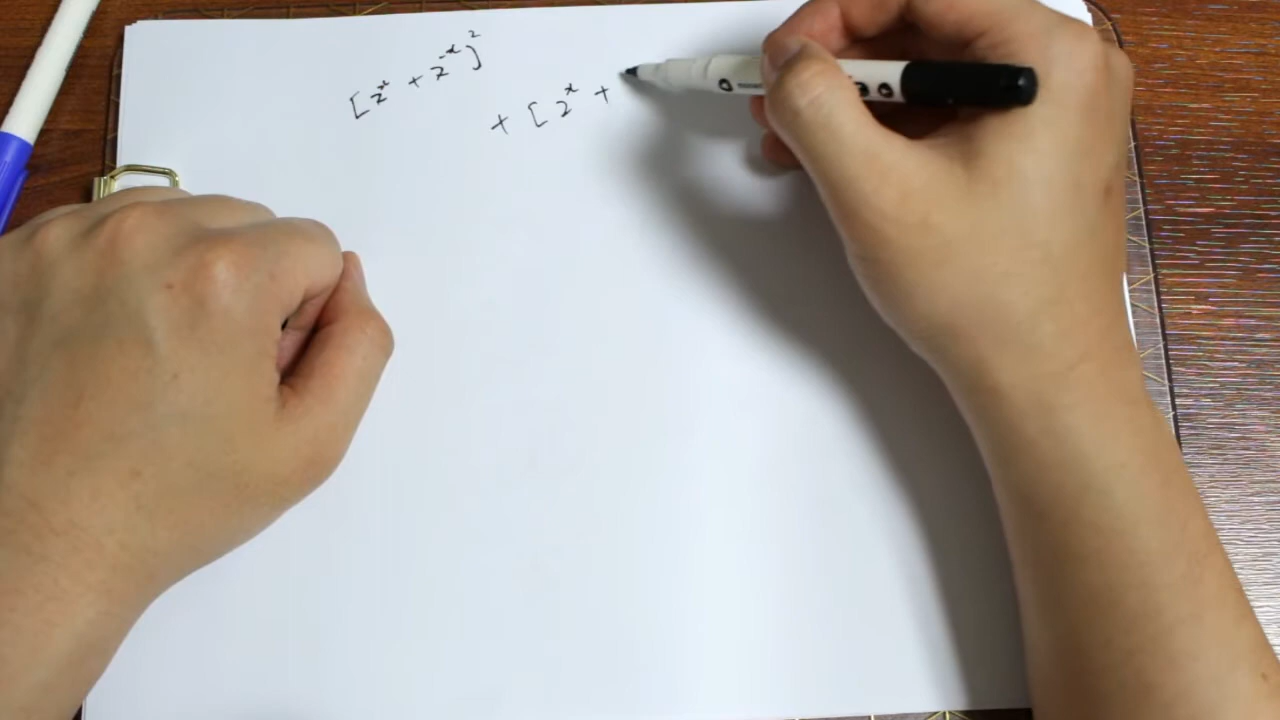 [2^x + 2^-x]^2
+ [2^x +